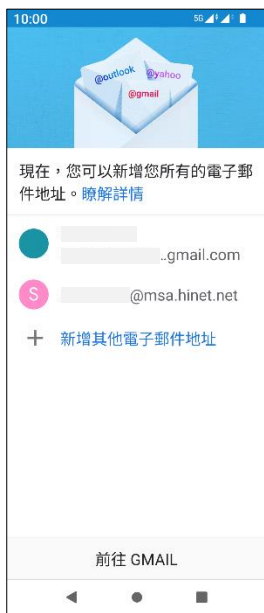 10:00
5G
@outlook
@yahoo
@gmail
現在，您可以新增您所有的電子郵
件地址。瞭解詳情
..gmail.com
S
@msa.hinet.net
新增其他電子郵件地址
前往 GMAIL